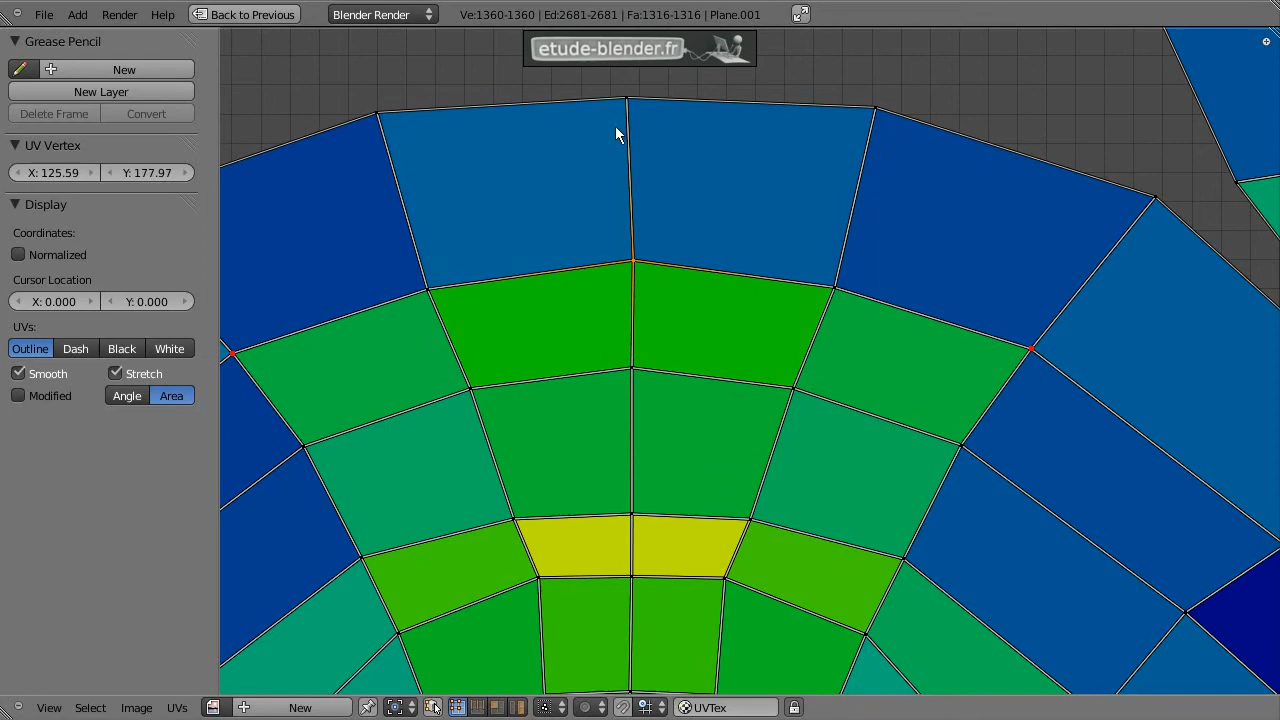 File Add Render Help Back to Previous Blender Render Ve:1360-1360 | Ed:2681-2681 | Fa:1316-1316 | Plane.001
Grease Pencil
etude-blender.fr
New
New Layer
Delete Frame Convert
UV Vertex
X: 125.59 Y: 177.97
Display
Coordinates:
Normalized
Cursor Location
X: 0.000 Y: 0.000
UVs:
Outline Dash Black White
Smooth Stretch
Modified Angle Area
View Select Image UVs New UVTex